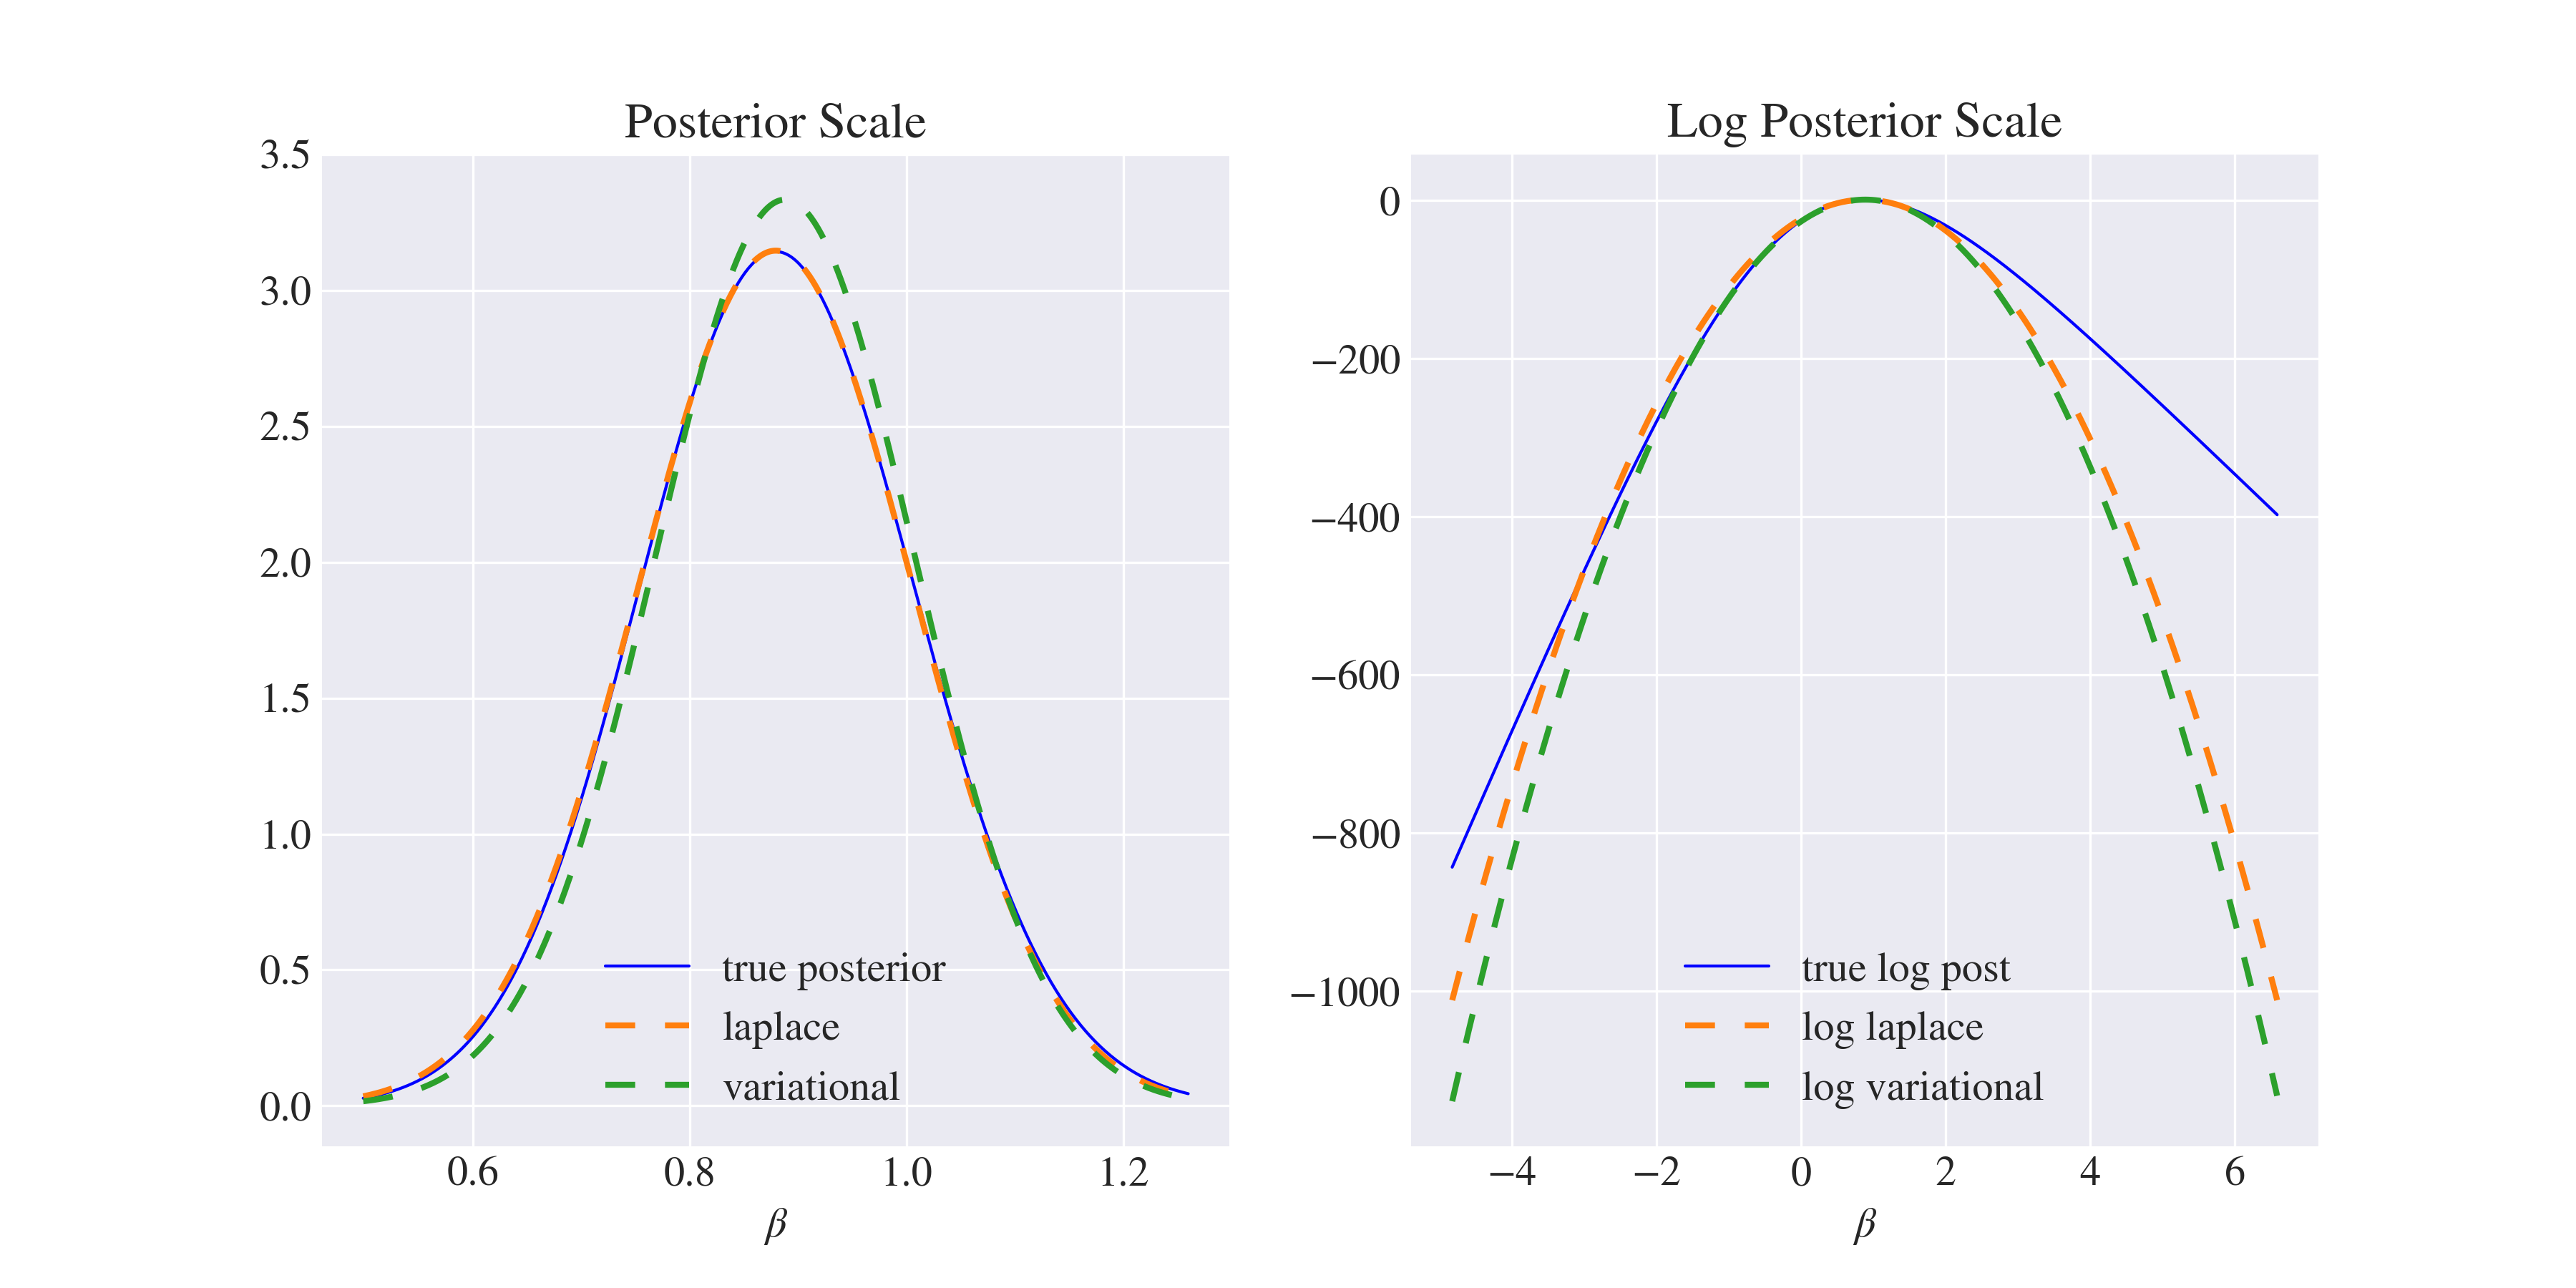 Posterior Scale
3.5
3.0
2.5
2.0
1.5
1.0
0.5
0.0
true posterior
laplace
variational
0.6 0.8 1.0 1.2
β
Log Posterior Scale
0
−200
−400
−600
−800
−1000
true log post
log laplace
log variational
−4 −2 0 2 4 6
β